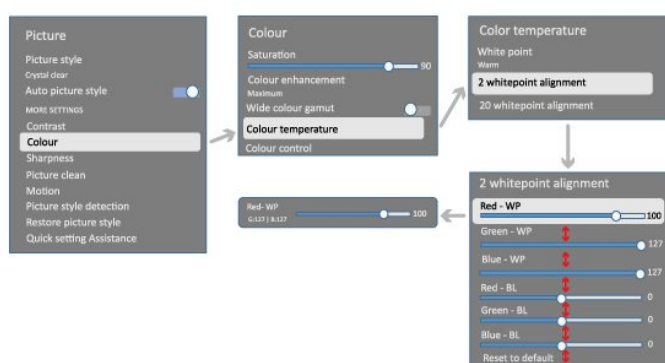 Picture
Picture style
Crystal clear
Auto picture style
MORE SETTINGS
Contrast
Colour
Sharpness
Picture clean
Motion
Picture style detection
Restore picture style
Quick setting Assistance
Colour
Saturation
90
Colour enhancement
Maximum
Wide colour gamut
Colour temperature
Colour control
Color temperature
White point
Warm
2 whitepoint alignment
20 whitepoint alignment
2 whitepoint alignment
Red - WP
100
Green - WP
127
Blue - WP
127
Red - BL
0
Green - BL
0
Blue - BL
0
Reset to default
Red- WP
G:127 | B:127
100